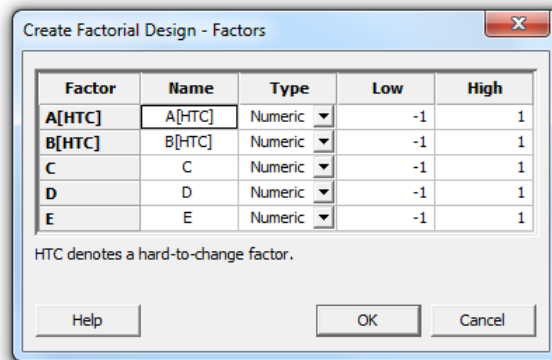 Create Factorial Design - Factors
Factor Name Type Low High
A[HTC] A[HTC] Numeric -1 1
B[HTC] B[HTC] Numeric -1 1
C C Numeric -1 1
D D Numeric -1 1
E E Numeric -1 1
HTC denotes a hard-to-change factor.
Help OK Cancel